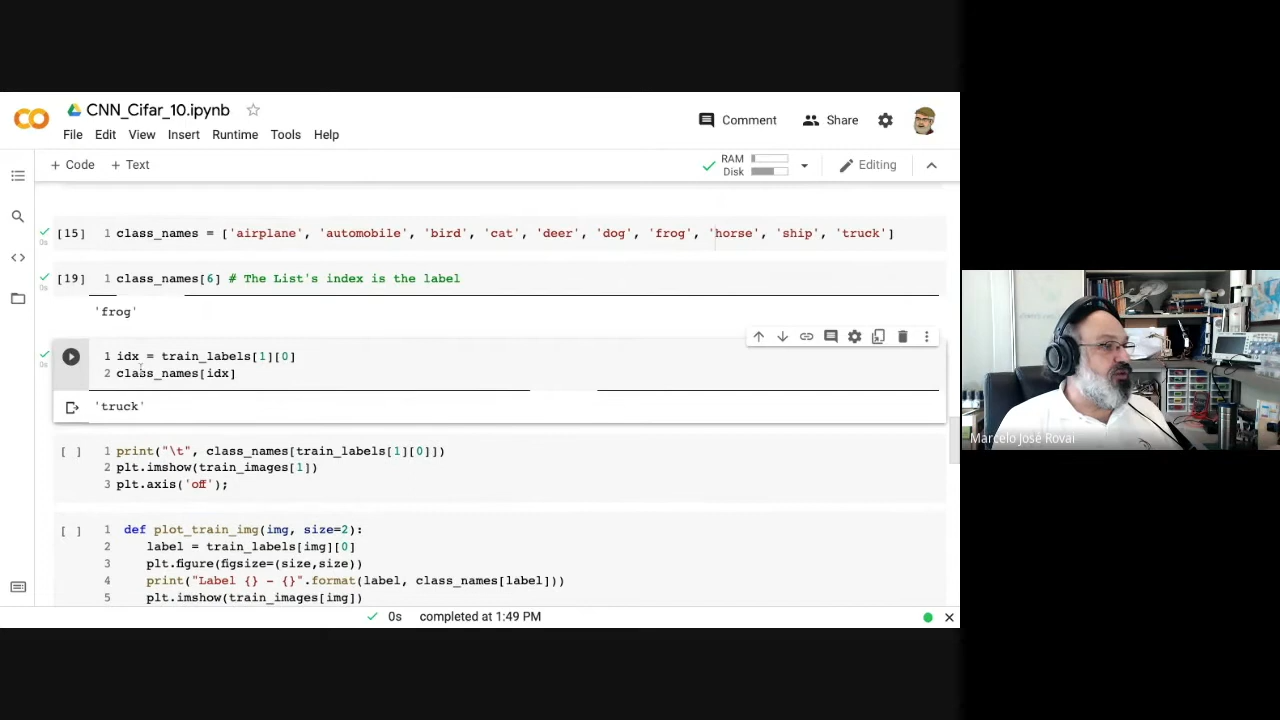 CNN_Cifar_10.ipynb
File Edit View Insert Runtime Tools Help
Comment Share
+ Code + Text
RAM
Disk
Editing
[15] 1 class_names = ['airplane', 'automobile', 'bird', 'cat', 'deer', 'dog', 'frog', 'horse', 'ship', 'truck']
0s
[19] 1 class_names[6] # The List's index is the label
0s
'frog'
1 idx = train_labels[1][0]
0s
2 class_names[idx]
'truck'
[ ] 1 print("\t", class_names[train_labels[1][0]])
2 plt.imshow(train_images[1])
3 plt.axis('off');
[ ] 1 def plot_train_img(img, size=2):
2 label = train_labels[img][0]
3 plt.figure(figsize=(size,size))
4 print("Label {} - {}".format(label, class_names[label]))
5 plt.imshow(train_images[img])
0s completed at 1:49 PM
Marcelo José Rovai